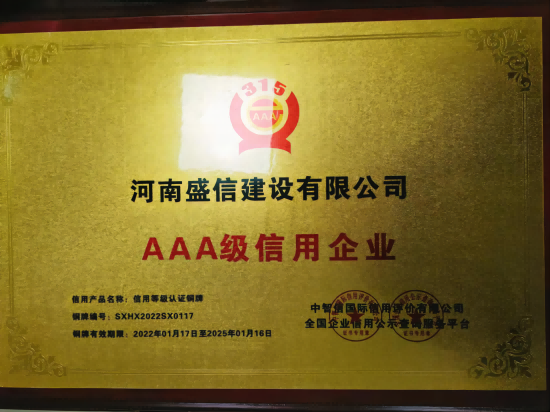 315
AAA
河南盛信建设有限公司
AAA级信用企业
信用产品名称：信用等级认证铜牌
铜牌编号：SXHX2022SX0117
铜牌有效期限：2022年01月17日至2025年01月16日
中智信国际信用评价有限公司
全国企业信用公示查询服务平台